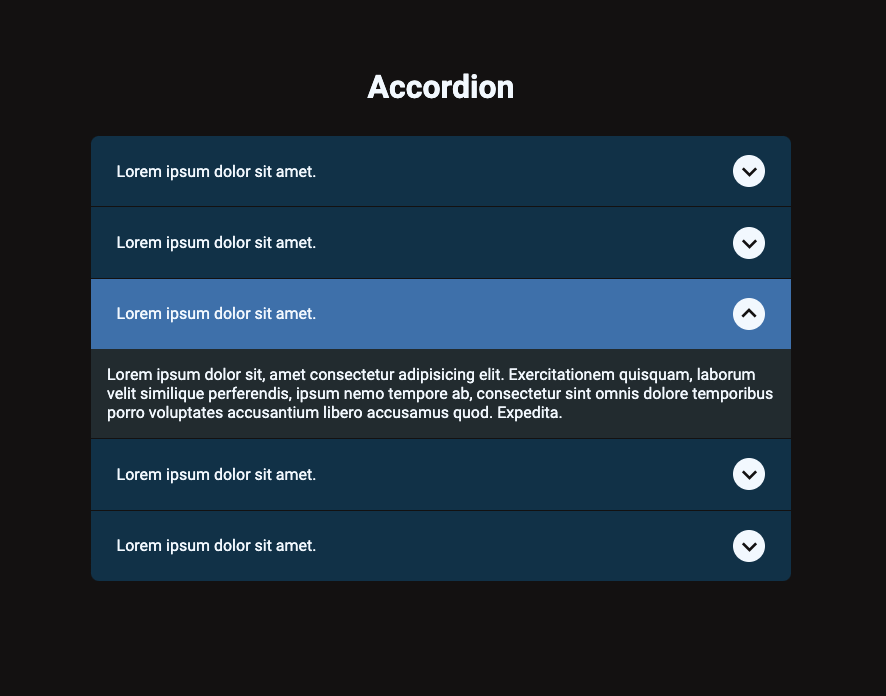 Accordion
Lorem ipsum dolor sit amet.
Lorem ipsum dolor sit amet.
Lorem ipsum dolor sit amet.
Lorem ipsum dolor sit, amet consectetur adipisicing elit. Exercitationem quisquam, laborum
velit similique perferendis, ipsum nemo tempore ab, consectetur sint omnis dolore temporibus
porro voluptates accusantium libero accusamus quod. Expedita.
Lorem ipsum dolor sit amet.
Lorem ipsum dolor sit amet.